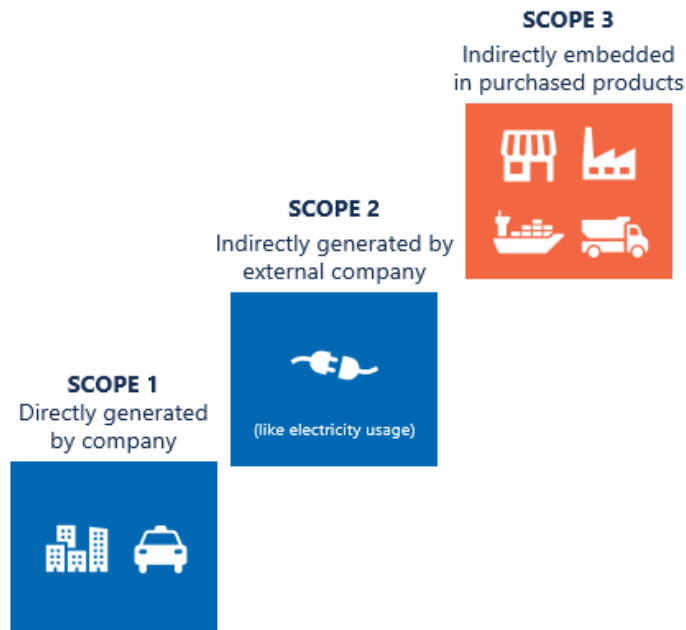 SCOPE 3
Indirectly embedded
in purchased products
SCOPE 2
Indirectly generated by
external company
(like electricity usage)
SCOPE 1
Directly generated
by company